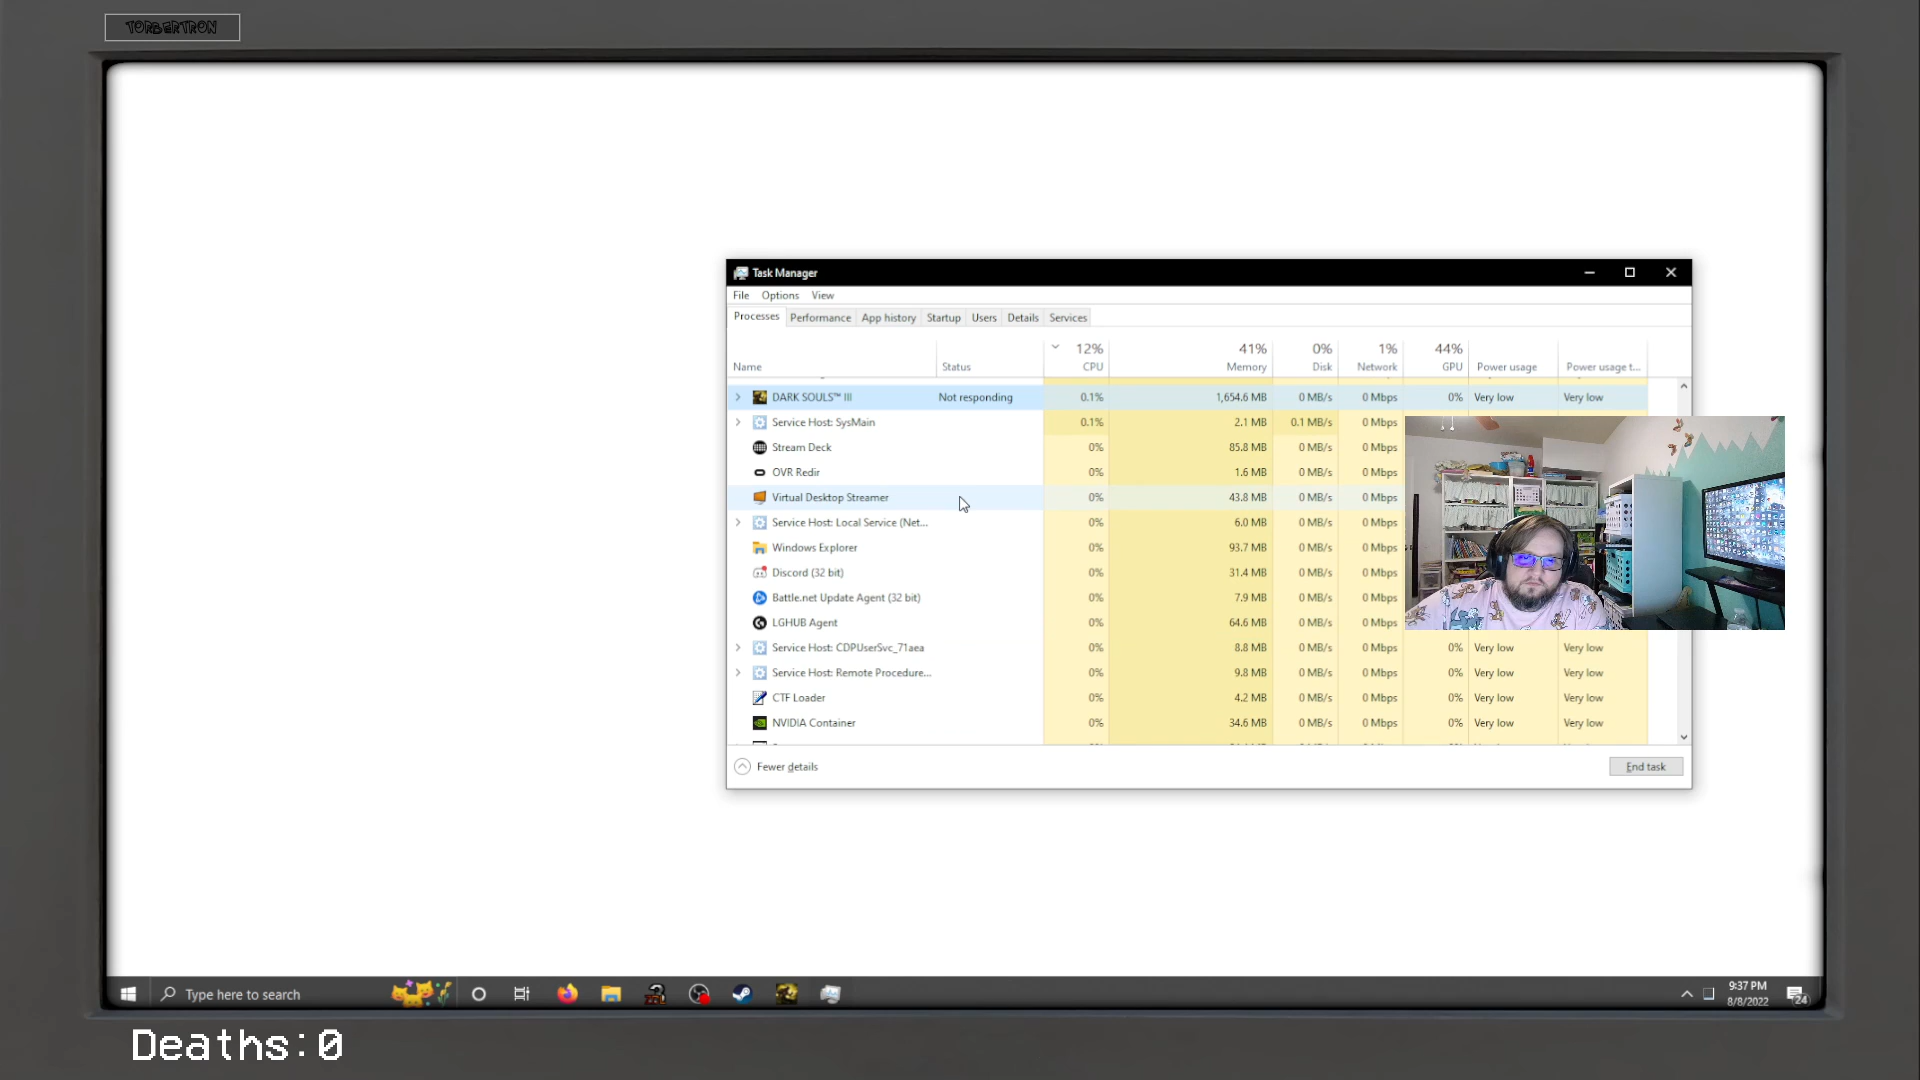 TORBERTRON
Task Manager
File Options View
Processes Performance App history Startup Users Details Services
12% 41% 0% 1% 44%
Name Status CPU Memory Disk Network GPU Power usage Power usage t...
DARK SOULS™ III Not responding 0.1% 1,654.6 MB 0 MB/s 0 Mbps 0% Very low Very low
Service Host: SysMain 0.1% 2.1 MB 0.1 MB/s 0 Mbps
Stream Deck 0% 85.8 MB 0 MB/s 0 Mbps
OVR Redir 0% 1.6 MB 0 MB/s 0 Mbps
Virtual Desktop Streamer 0% 43.8 MB 0 MB/s 0 Mbps
Service Host: Local Service (Net... 0% 6.0 MB 0 MB/s 0 Mbps
Windows Explorer 0% 93.7 MB 0 MB/s 0 Mbps
Discord (32 bit) 0% 31.4 MB 0 MB/s 0 Mbps
Battle.net Update Agent (32 bit) 0% 7.9 MB 0 MB/s 0 Mbps
LGHUB Agent 0% 64.6 MB 0 MB/s 0 Mbps
Service Host: CDPUserSvc_71aea 0% 8.8 MB 0 MB/s 0 Mbps 0% Very low Very low
Service Host: Remote Procedure... 0% 9.8 MB 0 MB/s 0 Mbps 0% Very low Very low
CTF Loader 0% 4.2 MB 0 MB/s 0 Mbps 0% Very low Very low
NVIDIA Container 0% 34.6 MB 0 MB/s 0 Mbps 0% Very low Very low
Fewer details End task
Type here to search
9:37 PM
8/8/2022
24
Deaths:0